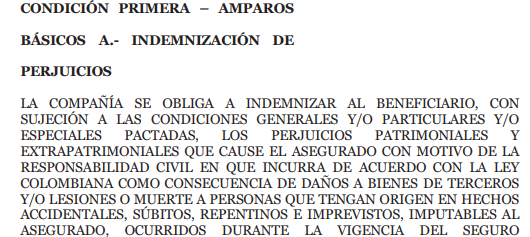 CONDICIÓN PRIMERA – AMPAROS
BÁSICOS A.- INDEMNIZACIÓN DE
PERJUICIOS
LA COMPAÑÍA SE OBLIGA A INDEMNIZAR AL BENEFICIARIO, CON
SUJECIÓN A LAS CONDICIONES GENERALES Y/O PARTICULARES Y/O
ESPECIALES PACTADAS, LOS PERJUICIOS PATRIMONIALES Y
EXTRAPATRIMONIALES QUE CAUSE EL ASEGURADO CON MOTIVO DE LA
RESPONSABILIDAD CIVIL EN QUE INCURRA DE ACUERDO CON LA LEY
COLOMBIANA COMO CONSECUENCIA DE DAÑOS A BIENES DE TERCEROS
Y/O LESIONES O MUERTE A PERSONAS QUE TENGAN ORIGEN EN HECHOS
ACCIDENTALES, SÚBITOS, REPENTINOS E IMPREVISTOS, IMPUTABLES AL
ASEGURADO, OCURRIDOS DURANTE LA VIGENCIA DEL SEGURO